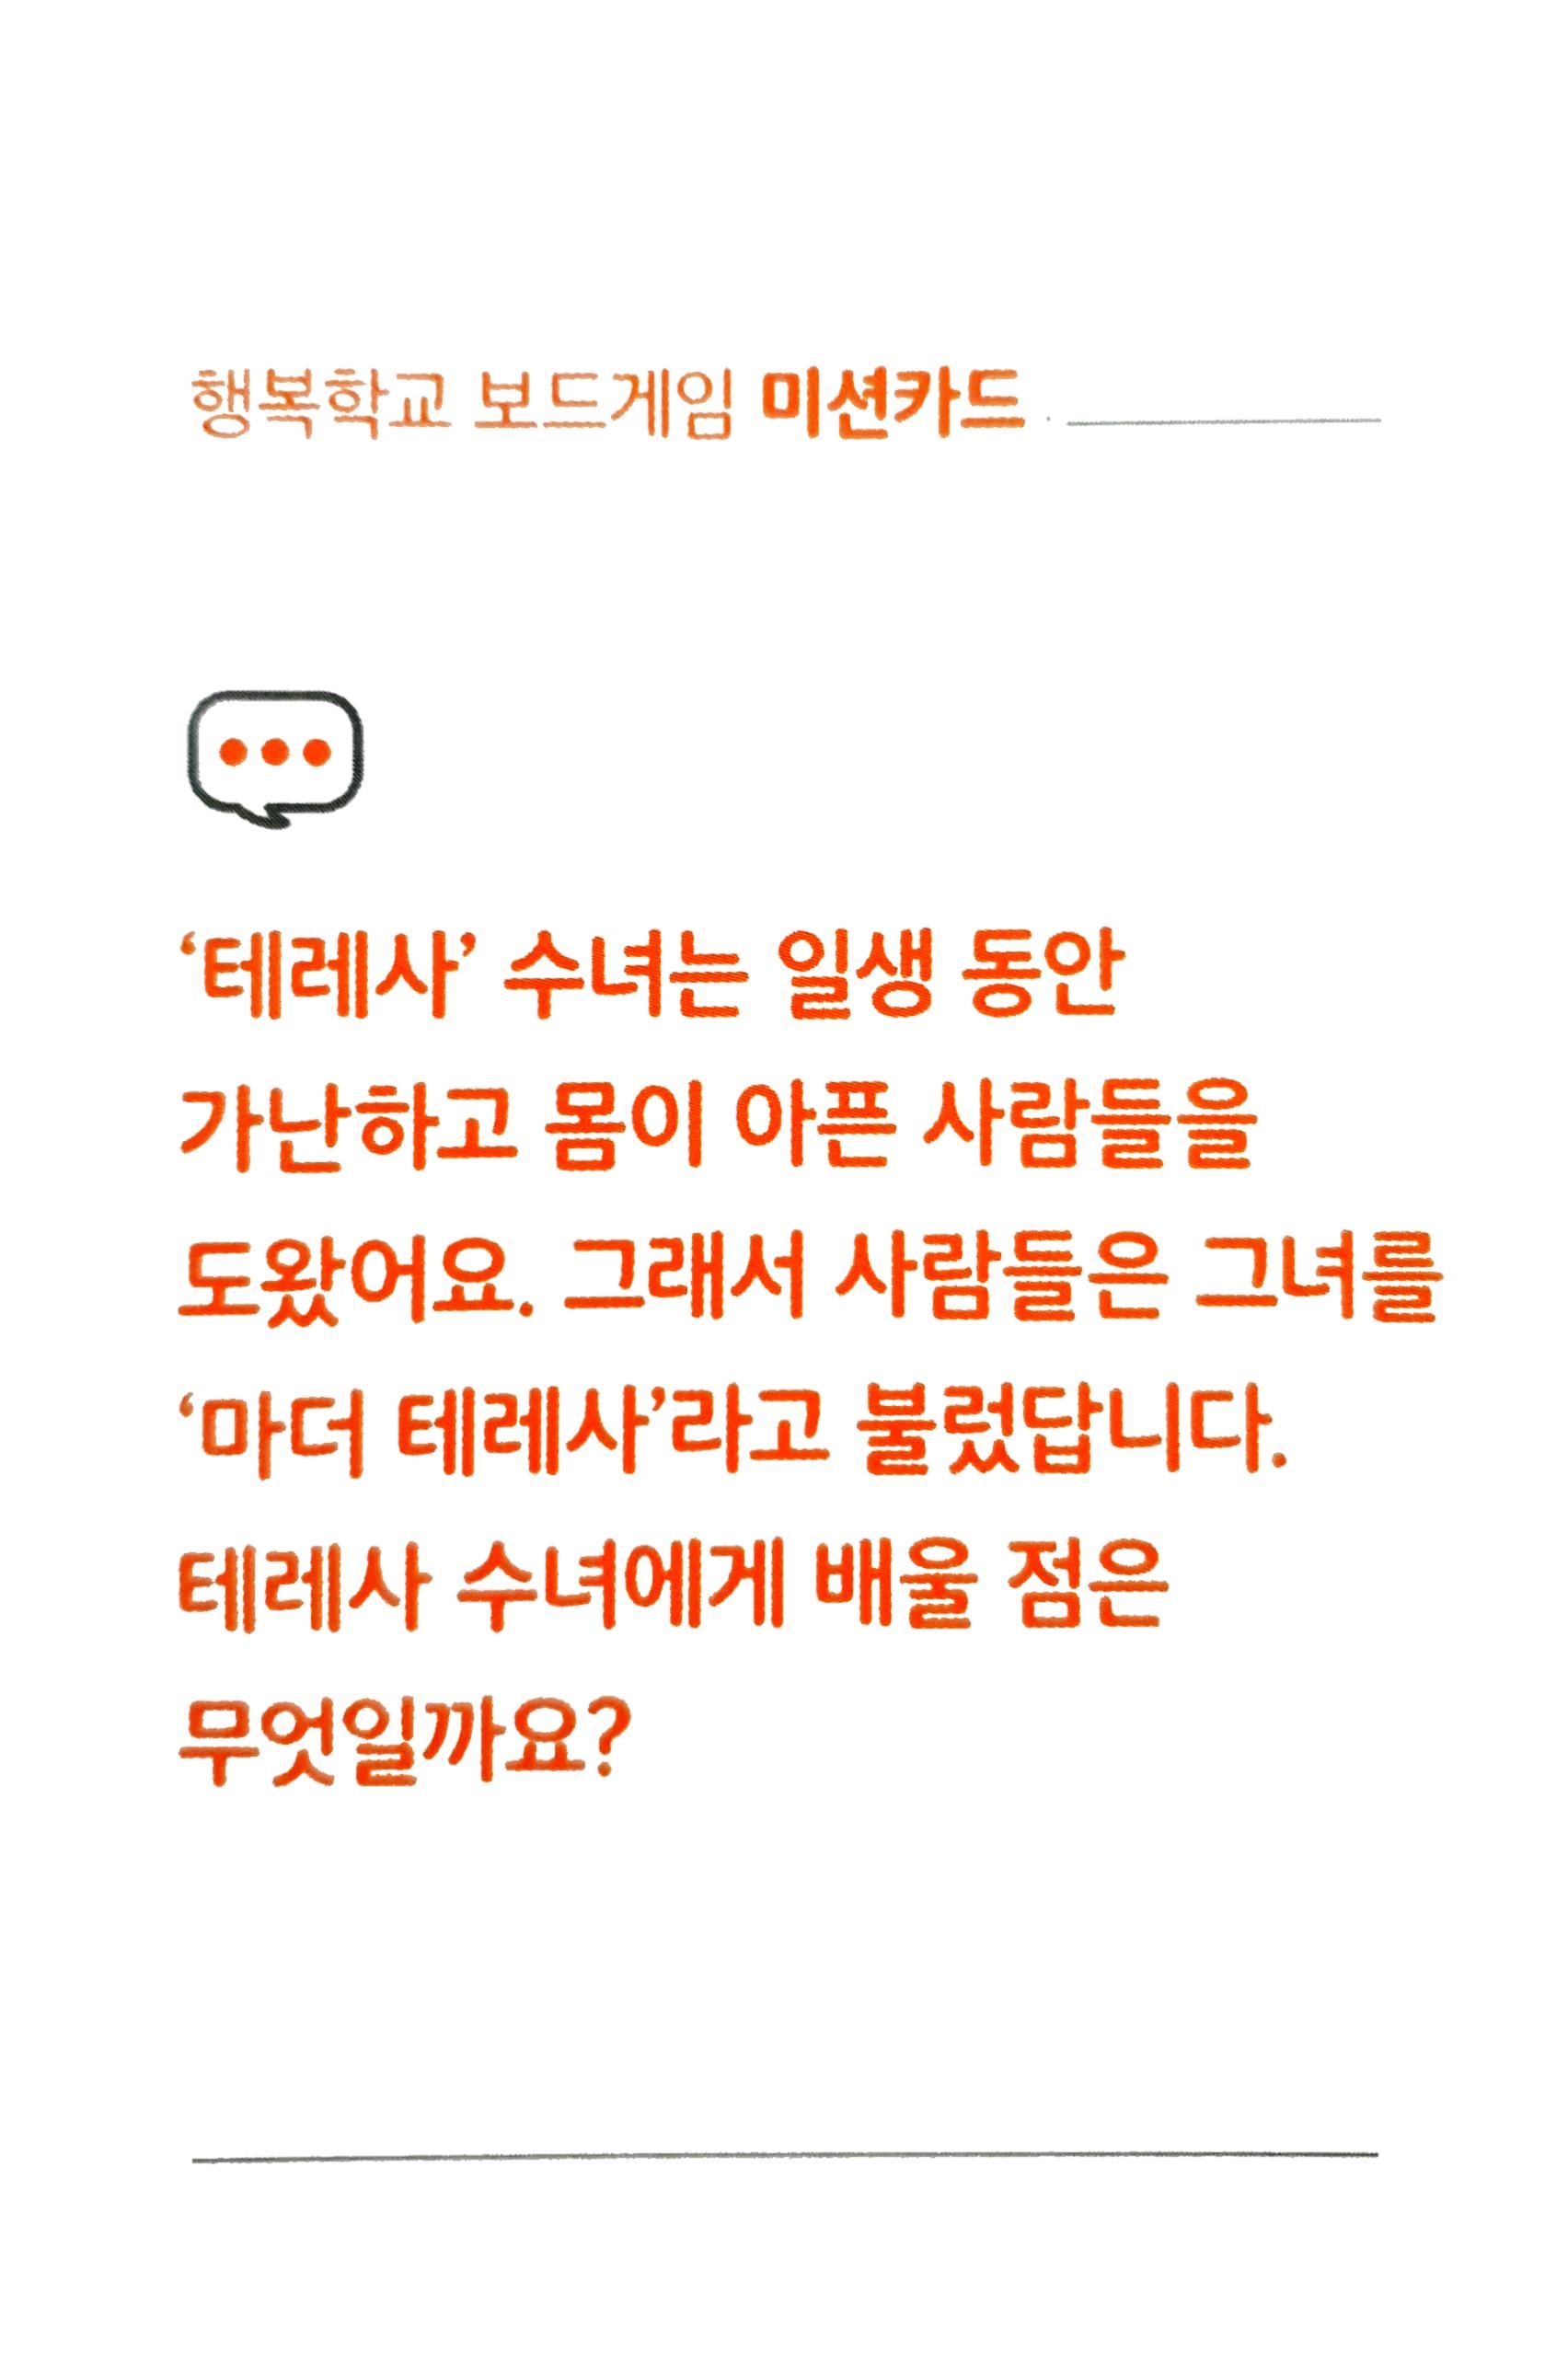 행복학교 보드게임 미션카드
‘테레사’ 수녀는 일생 동안
가난하고 몸이 아픈 사람들을
도왔어요. 그래서 사람들은 그녀를
‘마더 테레사’라고 불렀답니다.
테레사 수녀에게 배울 점은
무엇일까요?